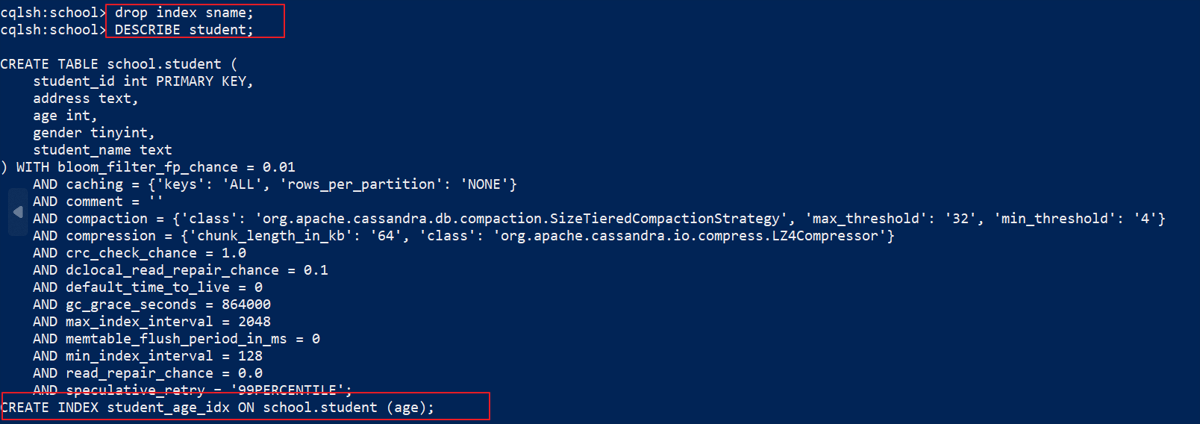 cqlsh:school> drop index sname;
cqlsh:school> DESCRIBE student;
CREATE TABLE school.student (
    student_id int PRIMARY KEY,
    address text,
    age int,
    gender tinyint,
    student_name text
) WITH bloom_filter_fp_chance = 0.01
    AND caching = {'keys': 'ALL', 'rows_per_partition': 'NONE'}
    AND comment = ''
    AND compaction = {'class': 'org.apache.cassandra.db.compaction.SizeTieredCompactionStrategy', 'max_threshold': '32', 'min_threshold': '4'}
    AND compression = {'chunk_length_in_kb': '64', 'class': 'org.apache.cassandra.io.compress.LZ4Compressor'}
    AND crc_check_chance = 1.0
    AND dclocal_read_repair_chance = 0.1
    AND default_time_to_live = 0
    AND gc_grace_seconds = 864000
    AND max_index_interval = 2048
    AND memtable_flush_period_in_ms = 0
    AND min_index_interval = 128
    AND read_repair_chance = 0.0
    AND speculative_retry = '99PERCENTILE';
CREATE INDEX student_age_idx ON school.student (age);